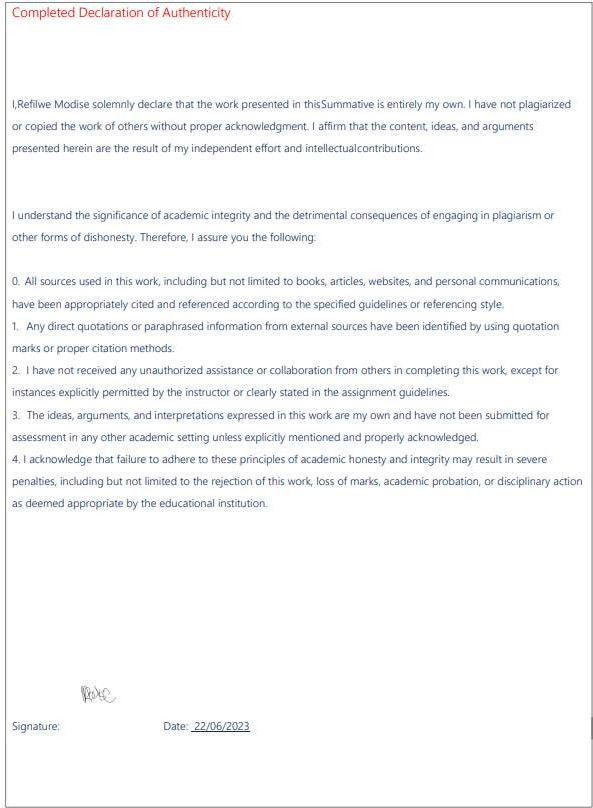 Completed Declaration of Authenticity
I,Refilwe Modise solemnly declare that the work presented in thisSummative is entirely my own. I have not plagiarized
or copied the work of others without proper acknowledgment. I affirm that the content, ideas, and arguments
presented herein are the result of my independent effort and intellectualcontributions.
I understand the significance of academic integrity and the detrimental consequences of engaging in plagiarism or
other forms of dishonesty. Therefore, I assure you the following:
0. All sources used in this work, including but not limited to books, articles, websites, and personal communications,
have been appropriately cited and referenced according to the specified guidelines or referencing style.
1. Any direct quotations or paraphrased information from external sources have been identified by using quotation
marks or proper citation methods.
2. I have not received any unauthorized assistance or collaboration from others in completing this work, except for
instances explicitly permitted by the instructor or clearly stated in the assignment guidelines.
3. The ideas, arguments, and interpretations expressed in this work are my own and have not been submitted for
assessment in any other academic setting unless explicitly mentioned and properly acknowledged.
4. I acknowledge that failure to adhere to these principles of academic honesty and integrity may result in severe
penalties, including but not limited to the rejection of this work, loss of marks, academic probation, or disciplinary action
as deemed appropriate by the educational institution.
Signature: Date: 22/06/2023